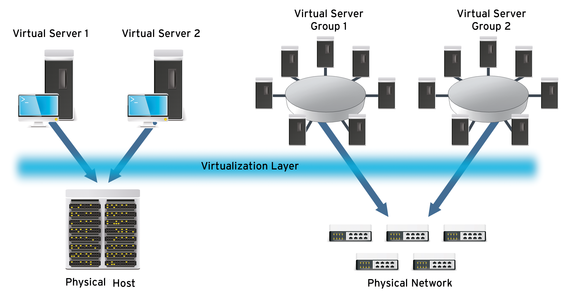 Virtual Server 1
Virtual Server 2
Virtual Server
Group 1
Virtual Server
Group 2
Virtualization Layer
Physical Host
Physical Network